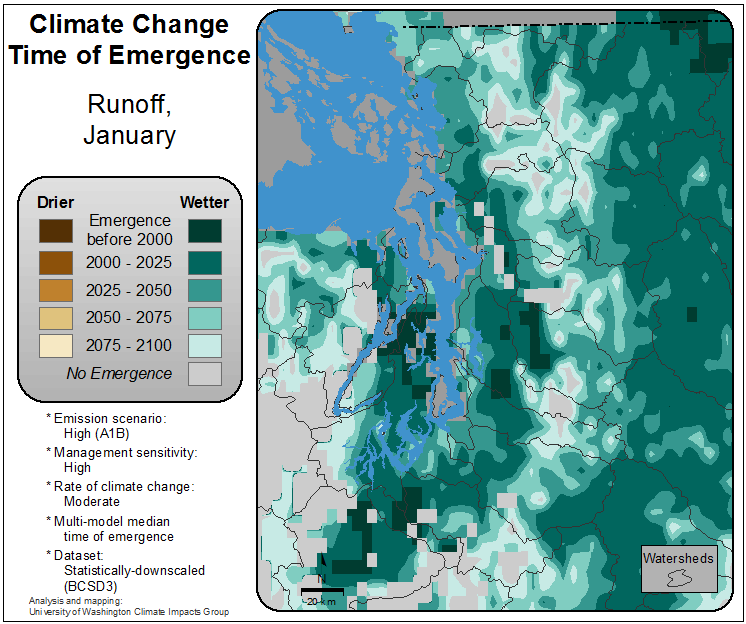 Climate Change
Time of Emergence
Runoff,
January
Drier Wetter
Emergence
before 2000
2000 - 2025
2025 - 2050
2050 - 2075
2075 - 2100
No Emergence
* Emission scenario:
High (A1B)
* Management sensitivity:
High
* Rate of climate change:
Moderate
* Multi-model median
time of emergence
* Dataset:
Statistically-downscaled
(BCSD3)
Analysis and mapping:
University of Washington Climate Impacts Group
N
20 km
Watersheds